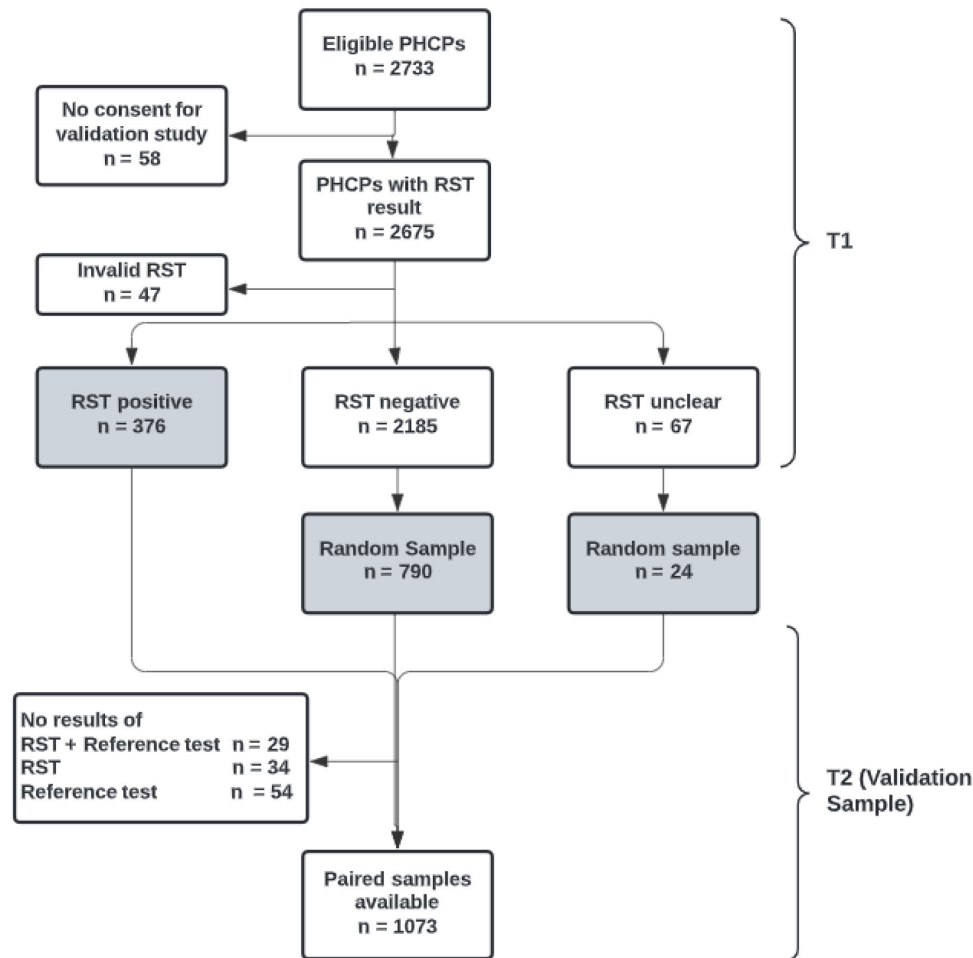 Eligible PHCPs
n = 2733
No consent for
validation study
n = 58
PHCPs with RST
result
n = 2675
T1
Invalid RST
n = 47
RST positive
n = 376
RST negative
n = 2185
RST unclear
n = 67
Random Sample
n = 790
Random sample
n = 24
No results of
RST + Reference test n = 29
RST n = 34
Reference test n = 54
T2 (Validation
Sample)
Paired samples
available
n = 1073